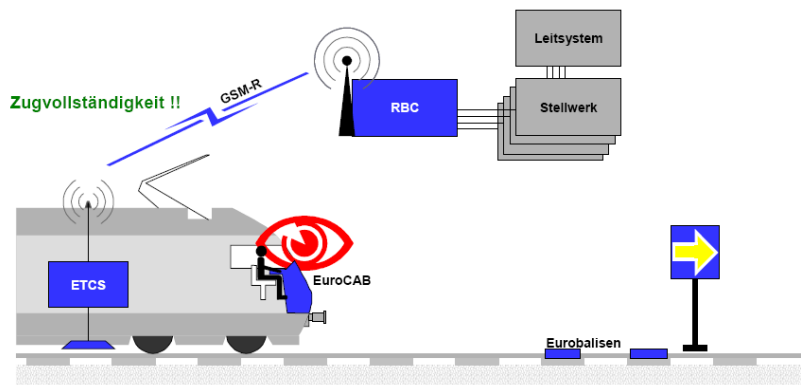 Leitsystem
Zugvollständigkeit !!
GSM-R
RBC
Stellwerk
ETCS
EuroCAB
Eurobalisen